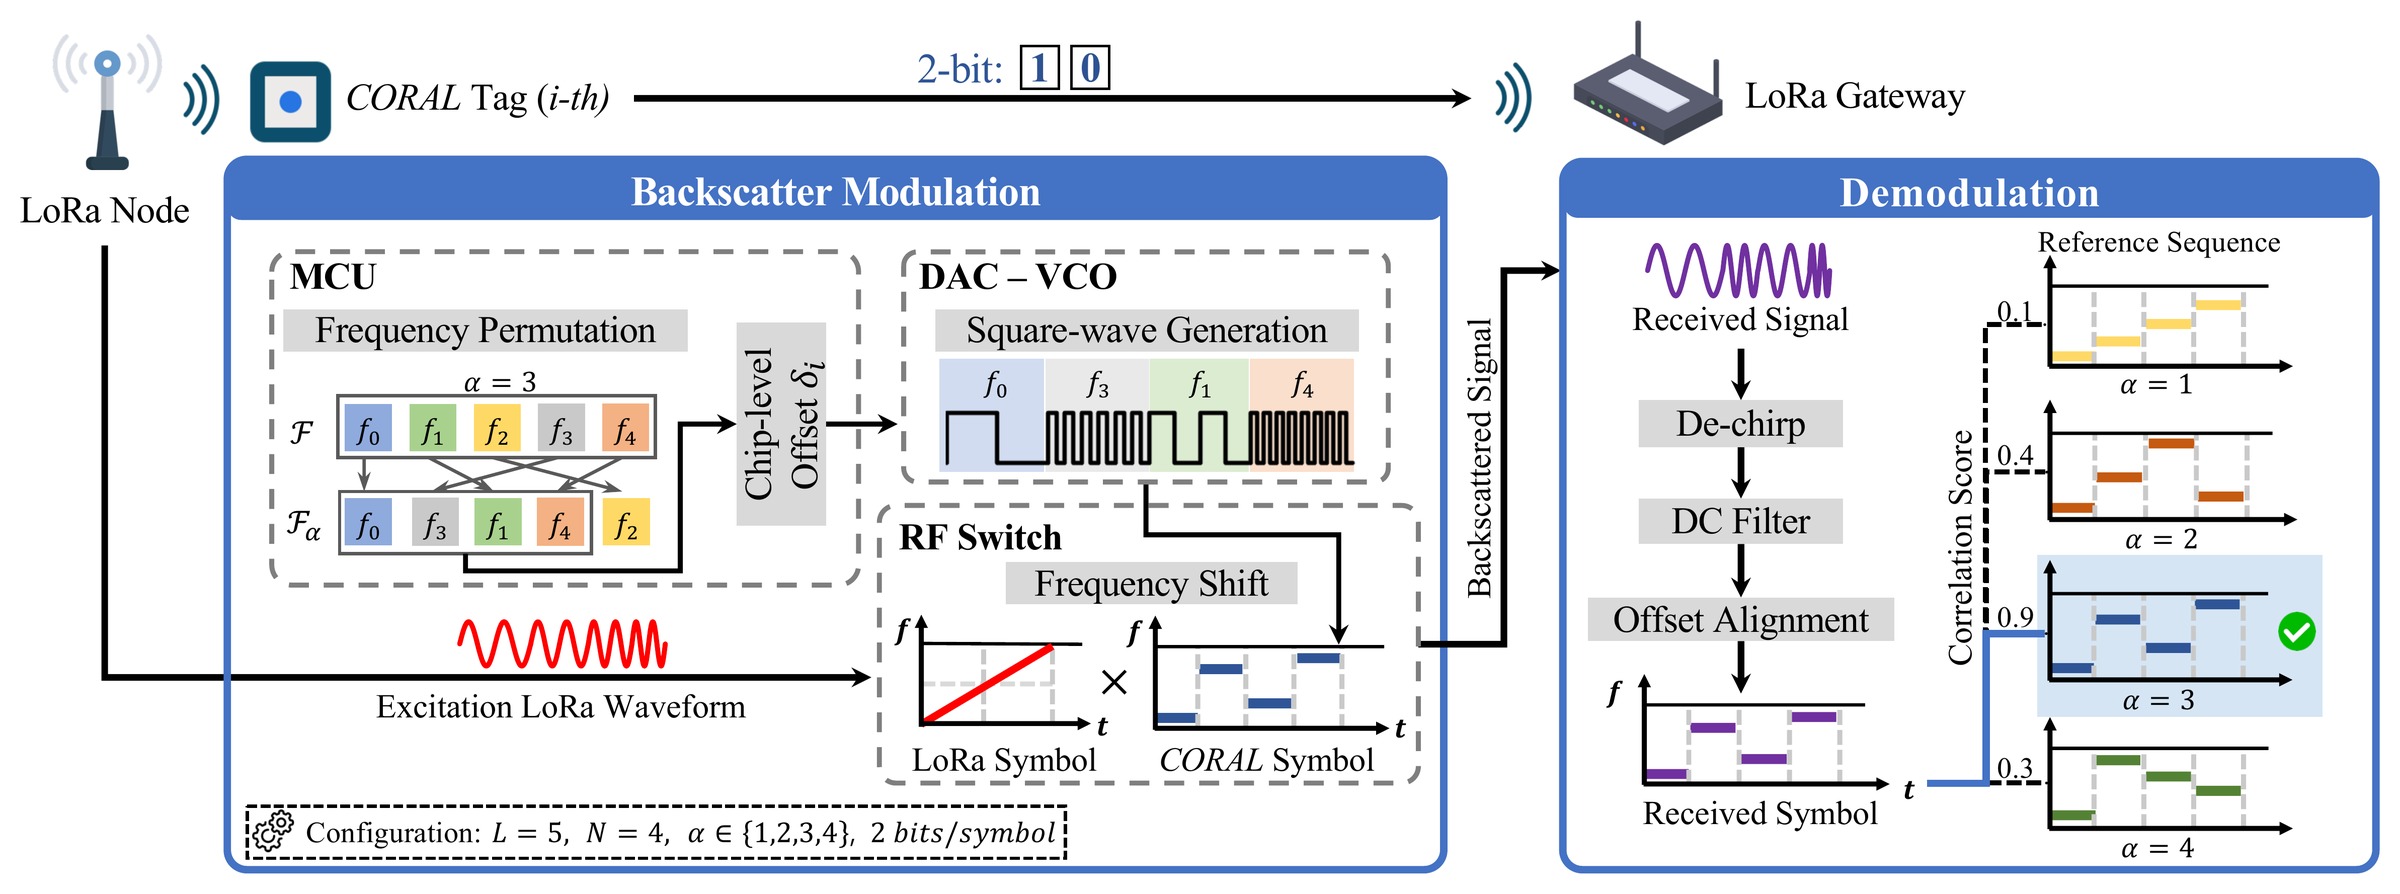 2-bit: 1 0
LoRa Node
CORAL Tag (i-th)
LoRa Gateway
Backscatter Modulation
MCU
Frequency Permutation
α = 3
ℱ
f₀ f₁ f₂ f₃ f₄
ℱα
f₀ f₃ f₁ f₄ f₂
Chip-level
Offset δᵢ
DAC – VCO
Square-wave Generation
f₀ f₃ f₁ f₄
RF Switch
Frequency Shift
f
t
LoRa Symbol
×
f
t
CORAL Symbol
Excitation LoRa Waveform
Configuration: L = 5, N = 4, α ∈ {1,2,3,4}, 2 bits/symbol
Backscattered Signal
Demodulation
Received Signal
De-chirp
DC Filter
Offset Alignment
f
t
Received Symbol
Correlation Score
Reference Sequence
0.1
α = 1
0.4
α = 2
0.9
α = 3
0.3
α = 4